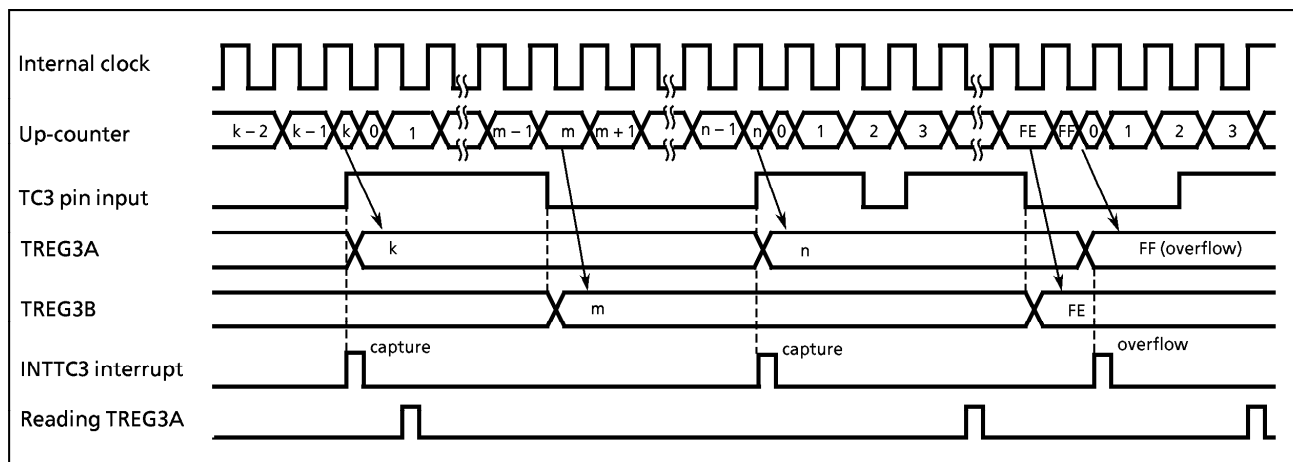 Internal clock
Up-counter k – 2 k – 1 k 0 1 m – 1 m m + 1 n – 1 n 0 1 2 3 FE FF 0 1 2 3
TC3 pin input
TREG3A k n FF (overflow)
TREG3B m FE
capture capture overflow
INTTC3 interrupt
Reading TREG3A